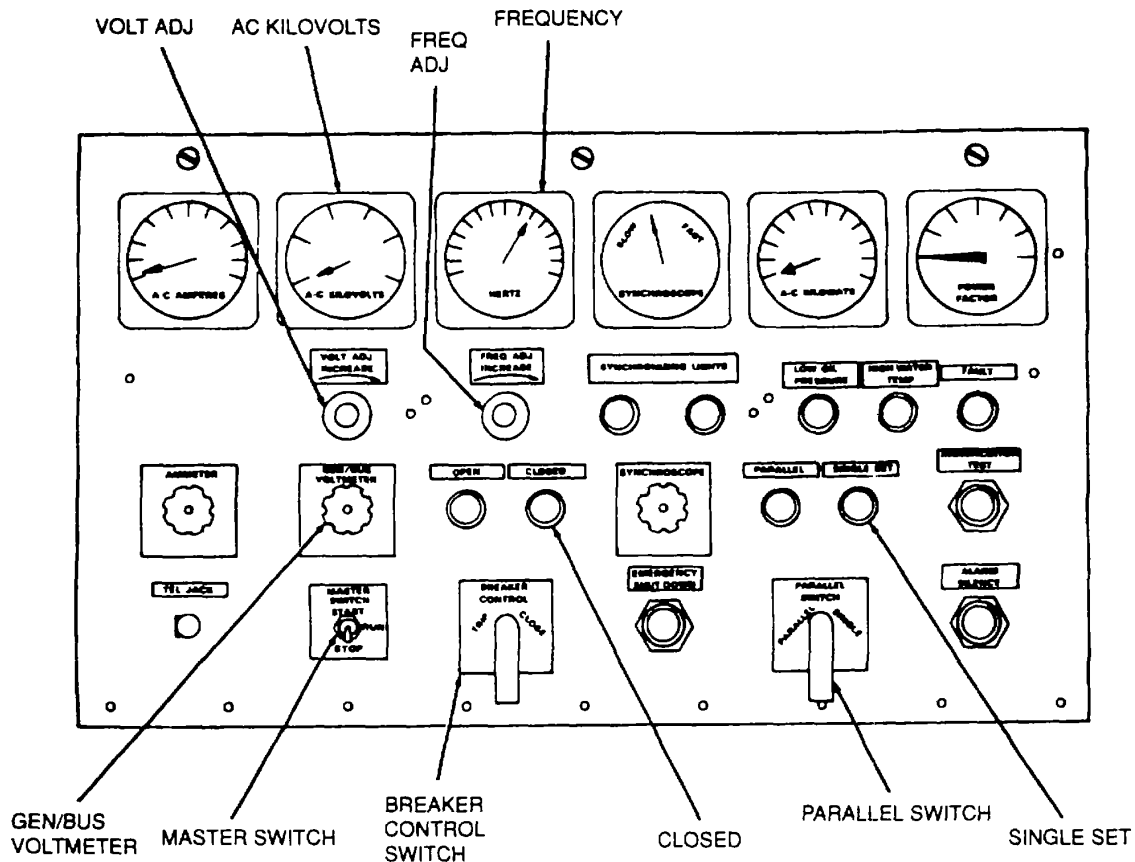 VOLT ADJ
AC KILOVOLTS
FREQ
ADJ
FREQUENCY
A-C AMPERES
A-C KILOVOLTS
HERTZ
SLOW
FAST
SYNCHROSCOPE
A-C KILOWATS
POWER
FACTOR
VOLT ADJ
INCREASE
FREQ ADJ
INCREASE
SYNCHRONIZING LIGHTS
LOW OIL
PRESSURE
HIGH WATER
TEMP
FAULT
AMMETER
GEN/BUS
VOLTMETER
OPEN
CLOSED
SYNCHROSCOPE
PARALLEL
SINGLE SET
TEST
TEL JACK
MASTER
SWITCH
START
RUN
STOP
BREAKER
CONTROL
TRIP
CLOSE
EMERGENCY
SHUT DOWN
PARALLEL
SWITCH
PARALLEL
SINGLE
ALARM
SILENCE
GEN/BUS
VOLTMETER
MASTER SWITCH
BREAKER
CONTROL
SWITCH
CLOSED
PARALLEL SWITCH
SINGLE SET